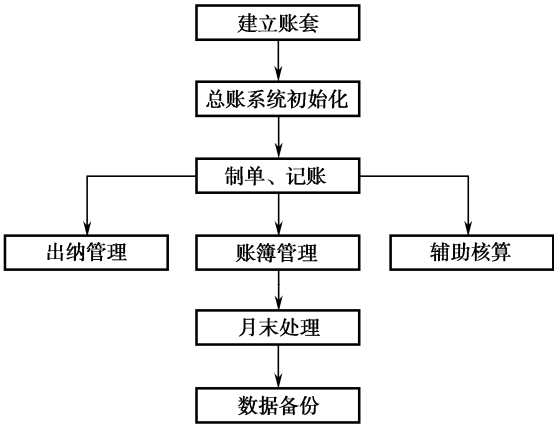 建立账套
总账系统初始化
制单、记账
出纳管理
账簿管理
辅助核算
月末处理
数据备份